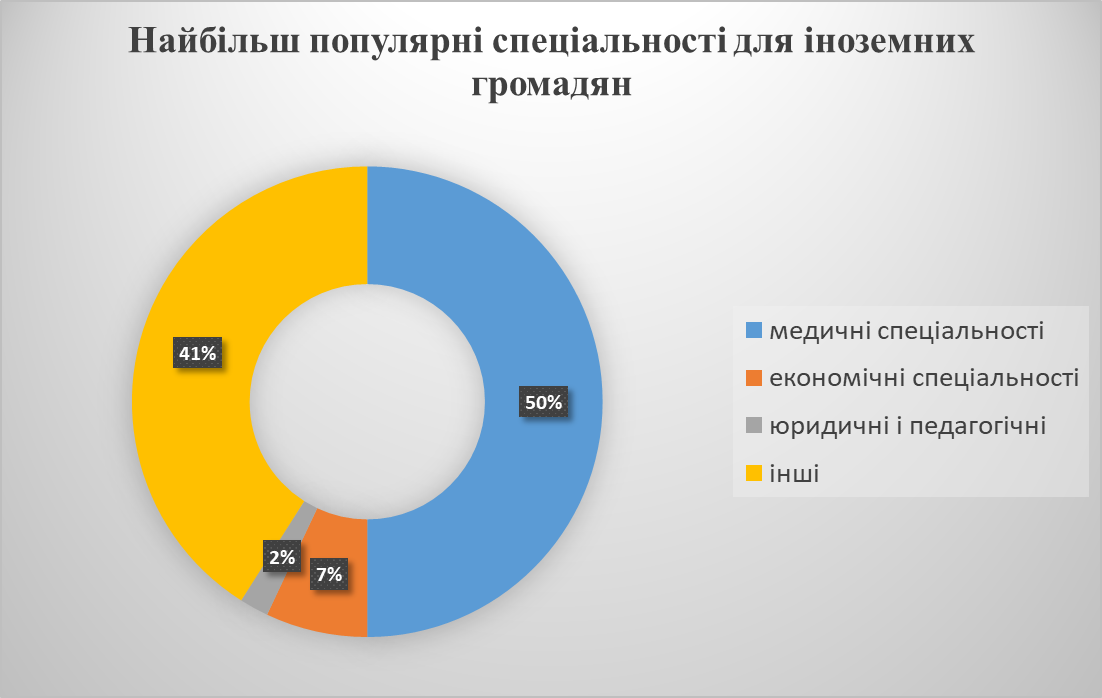 Найбільш популярні спеціальності для іноземних
громадян
41%
50%
2%
7%
медичні спеціальності
економічні спеціальності
юридичні і педагогічні
інші